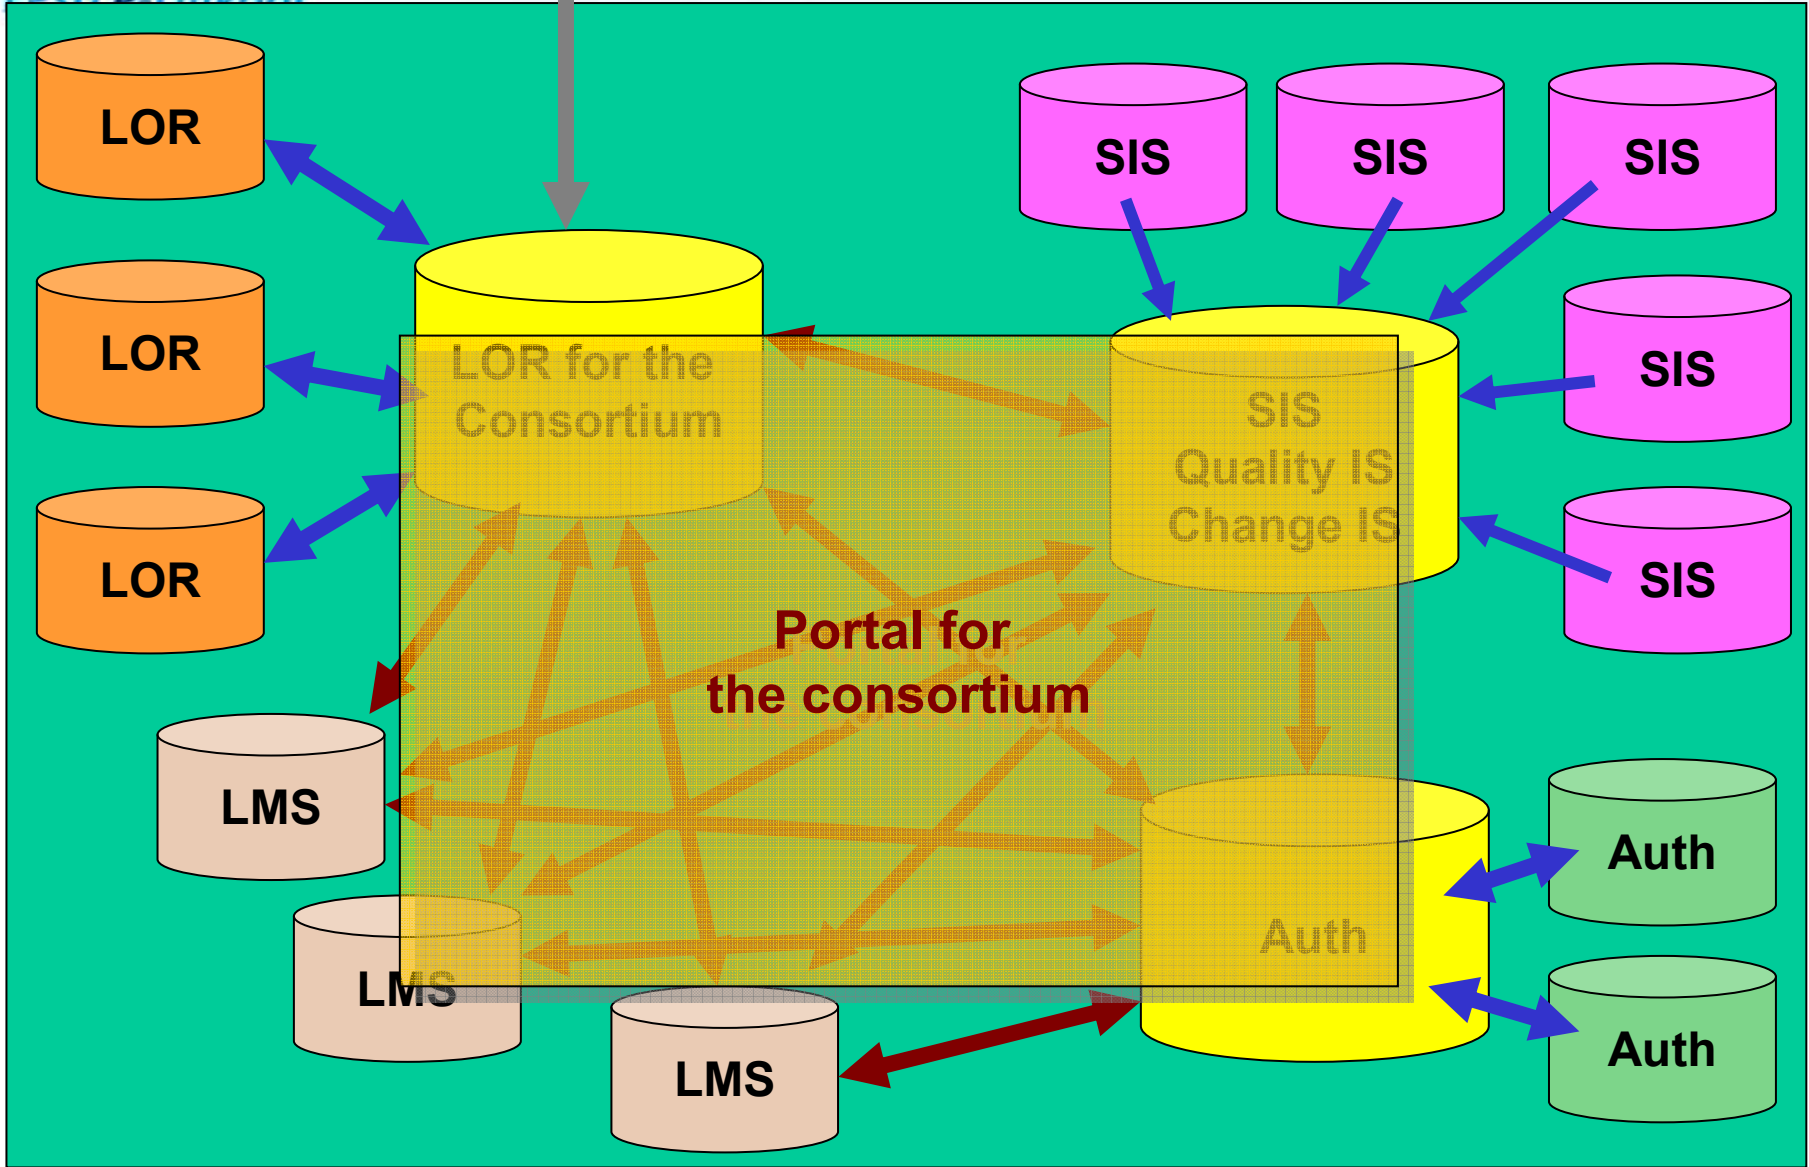 LOR
LOR
LOR
SIS
SIS
SIS
SIS
SIS
LOR for the
Consortium
SIS
Quality IS
Change IS
Portal for
the consortium
LMS
LMS
LMS
Auth
Auth
Auth